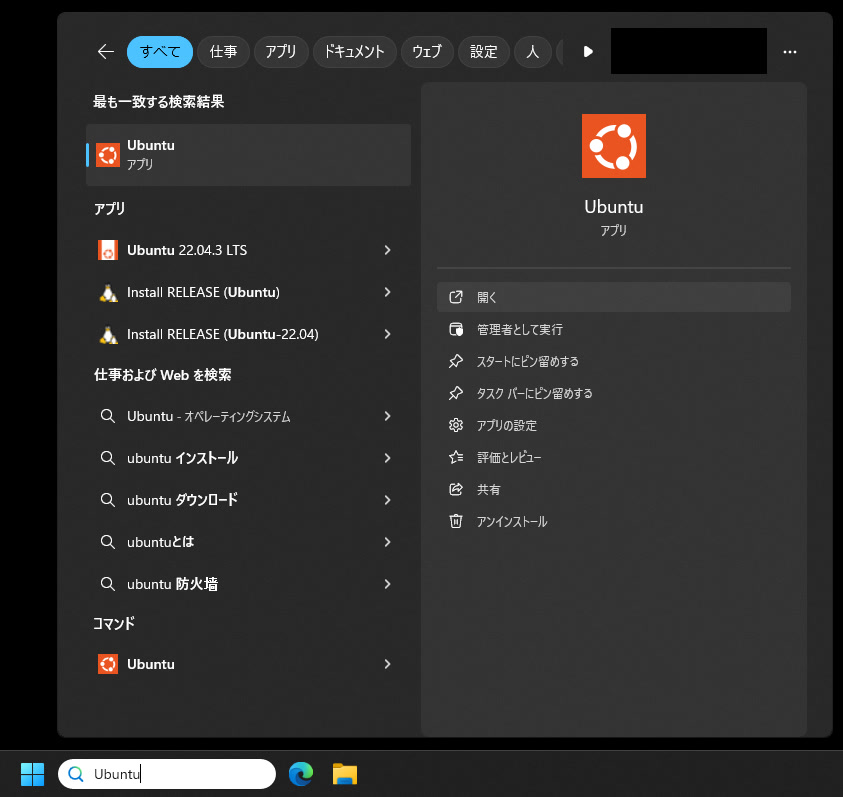 すべて 仕事 アプリ ドキュメント ウェブ 設定 人
最も一致する検索結果
Ubuntu
アプリ
アプリ
Ubuntu 22.04.3 LTS
Install RELEASE (Ubuntu)
Install RELEASE (Ubuntu-22.04)
仕事および Web を検索
Ubuntu - オペレーティングシステム
ubuntu インストール
ubuntu ダウンロード
ubuntuとは
ubuntu 防火墙
コマンド
Ubuntu
Ubuntu
アプリ
開く
管理者として実行
スタートにピン留めする
タスク バーにピン留めする
アプリの設定
評価とレビュー
共有
アンインストール
Ubuntu